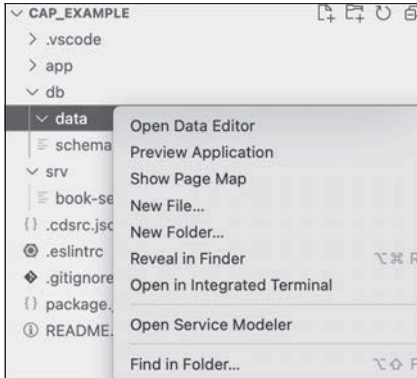 CAP_EXAMPLE
.vscode
app
db
data
schema
srv
book-se
{} .cdsrc.jsc
.eslintrc
.gitignore
{} package.
README.
Open Data Editor
Preview Application
Show Page Map
New File...
New Folder...
Reveal in Finder ⌥⌘ R
Open in Integrated Terminal
Open Service Modeler
Find in Folder... ⌥⇧ F